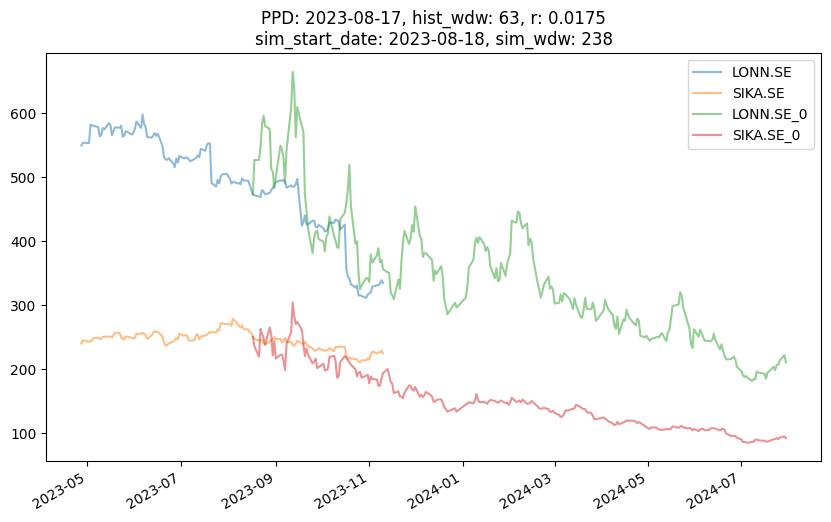 PPD: 2023-08-17, hist_wdw: 63, r: 0.0175
sim_start_date: 2023-08-18, sim_wdw: 238
LONN.SE
SIKA.SE
LONN.SE_0
SIKA.SE_0
600
500
400
300
200
100
2023-05
2023-07
2023-09
2023-11
2024-01
2024-03
2024-05
2024-07